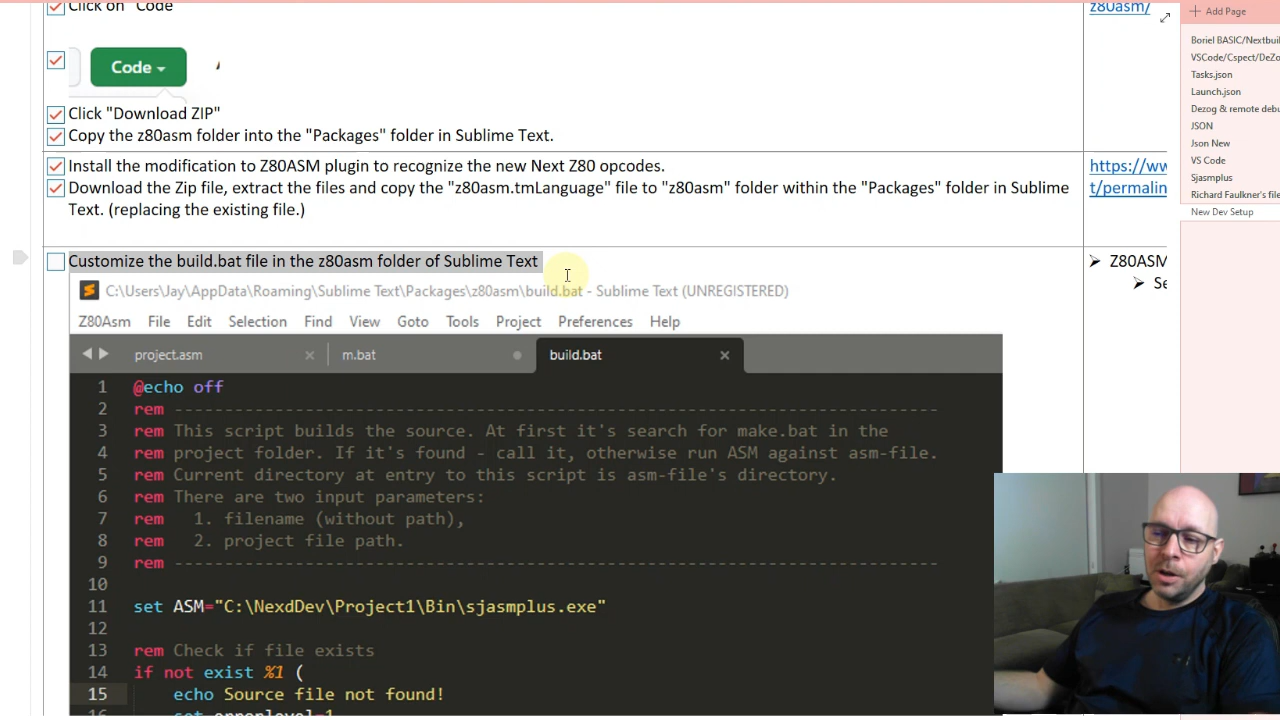 Click on "Code"
z80asm/
Code
Click "Download ZIP"
Copy the z80asm folder into the "Packages" folder in Sublime Text.
Install the modification to Z80ASM plugin to recognize the new Next Z80 opcodes.
https://ww
Download the Zip file, extract the files and copy the "z80asm.tmLanguage" file to "z80asm" folder within the "Packages" folder in Sublime
t/permalin
Text. (replacing the existing file.)
Customize the build.bat file in the z80asm folder of Sublime Text
Z80ASM
Se
C:\Users\Jay\AppData\Roaming\Sublime Text\Packages\z80asm\build.bat - Sublime Text (UNREGISTERED)
Z80Asm File Edit Selection Find View Goto Tools Project Preferences Help
project.asm m.bat build.bat
1 @echo off
2 rem ----------------------------------------------------------------------------
3 rem This script builds the source. At first it's search for make.bat in the
4 rem project folder. If it's found - call it, otherwise run ASM against asm-file.
5 rem Current directory at entry to this script is asm-file's directory.
6 rem There are two input parameters:
7 rem 1. filename (without path),
8 rem 2. project file path.
9 rem ----------------------------------------------------------------------------
10
11 set ASM="C:\NexdDev\Project1\Bin\sjasmplus.exe"
12
13 rem Check if file exists
14 if not exist %1 (
15 echo Source file not found!
16 set errorlevel=1
Add Page
Boriel BASIC/Nextbuil
VSCode/Cspect/DeZo
Tasks.json
Launch.json
Dezog & remote debu
JSON
Json New
VS Code
Sjasmplus
Richard Faulkner's file
New Dev Setup